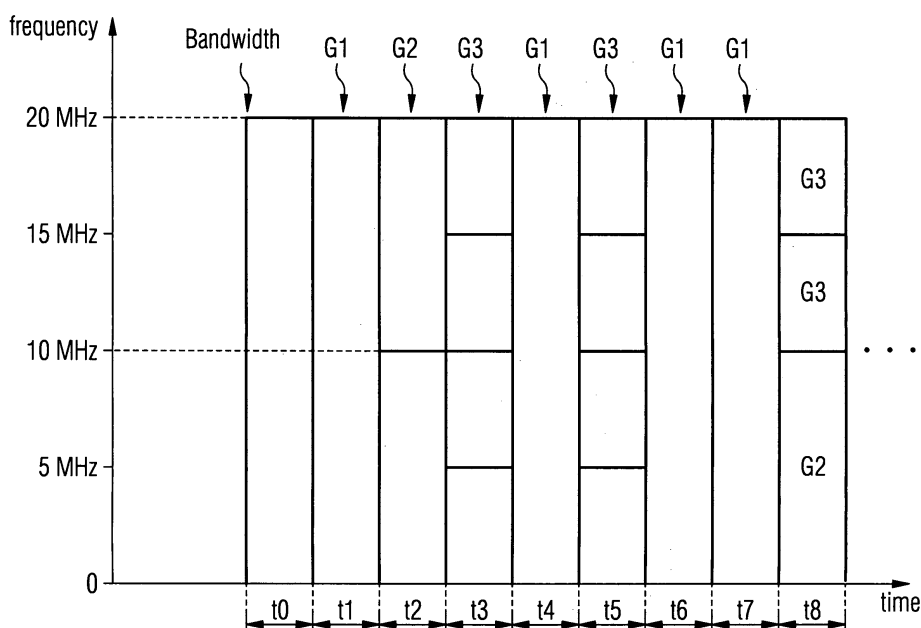 frequency
Bandwidth G1 G2 G3 G1 G3 G1 G1
20 MHz
G3
15 MHz
G3
10 MHz
. . .
5 MHz
G2
0
time
t0 t1 t2 t3 t4 t5 t6 t7 t8